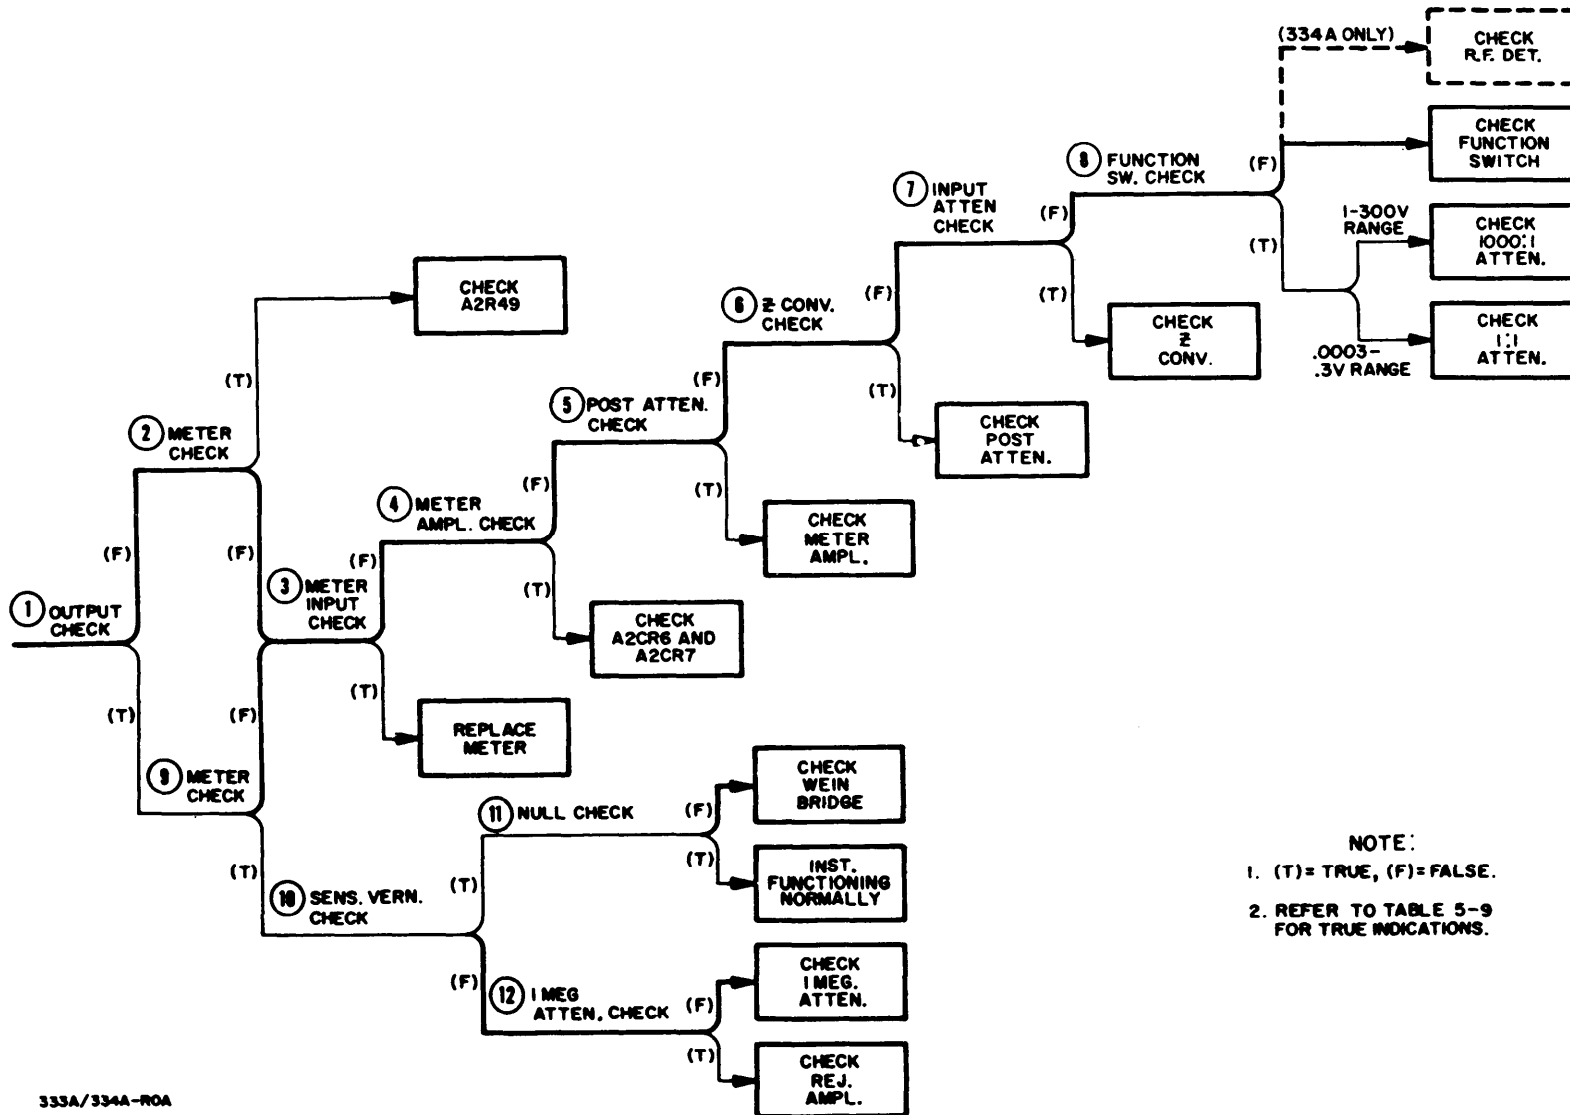 (334A ONLY)
CHECK
R.F. DET.
CHECK
FUNCTION
SWITCH
8 FUNCTION
SW. CHECK
(F)
(T)
1-300V
RANGE
CHECK
1000:1
ATTEN.
.0003-
.3V RANGE
CHECK
1:1
ATTEN.
7 INPUT
ATTEN
CHECK
(F)
(T)
CHECK
Z
CONV.
6 Z CONV.
CHECK
(F)
(T)
CHECK
POST
ATTEN.
5 POST ATTEN.
CHECK
(F)
(T)
CHECK
METER
AMPL.
4 METER
AMPL. CHECK
(F)
(T)
CHECK
A2CR6 AND
A2CR7
CHECK
A2R49
(T)
2 METER
CHECK
(F)
(F)
3 METER
INPUT
CHECK
(F)
(T)
REPLACE
METER
1 OUTPUT
CHECK
(T)
(F)
9 METER
CHECK
(T)
10 SENS. VERN.
CHECK
(T)
(F)
11 NULL CHECK
(F)
(T)
CHECK
WEIN
BRIDGE
INST.
FUNCTIONING
NORMALLY
12 1 MEG
ATTEN. CHECK
(F)
(T)
CHECK
1 MEG.
ATTEN.
CHECK
REJ.
AMPL.
NOTE:
1. (T)= TRUE, (F)= FALSE.
2. REFER TO TABLE 5-9
FOR TRUE INDICATIONS.
333A/334A-ROA